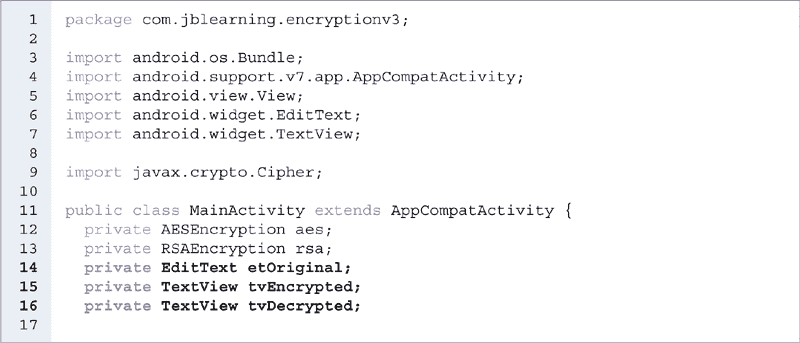 1 package com.jblearning.encryptionv3;
2
3 import android.os.Bundle;
4 import android.support.v7.app.AppCompatActivity;
5 import android.view.View;
6 import android.widget.EditText;
7 import android.widget.TextView;
8
9 import javax.crypto.Cipher;
10
11 public class MainActivity extends AppCompatActivity {
12 private AESEncryption aes;
13 private RSAEncryption rsa;
14 private EditText etOriginal;
15 private TextView tvEncrypted;
16 private TextView tvDecrypted;
17